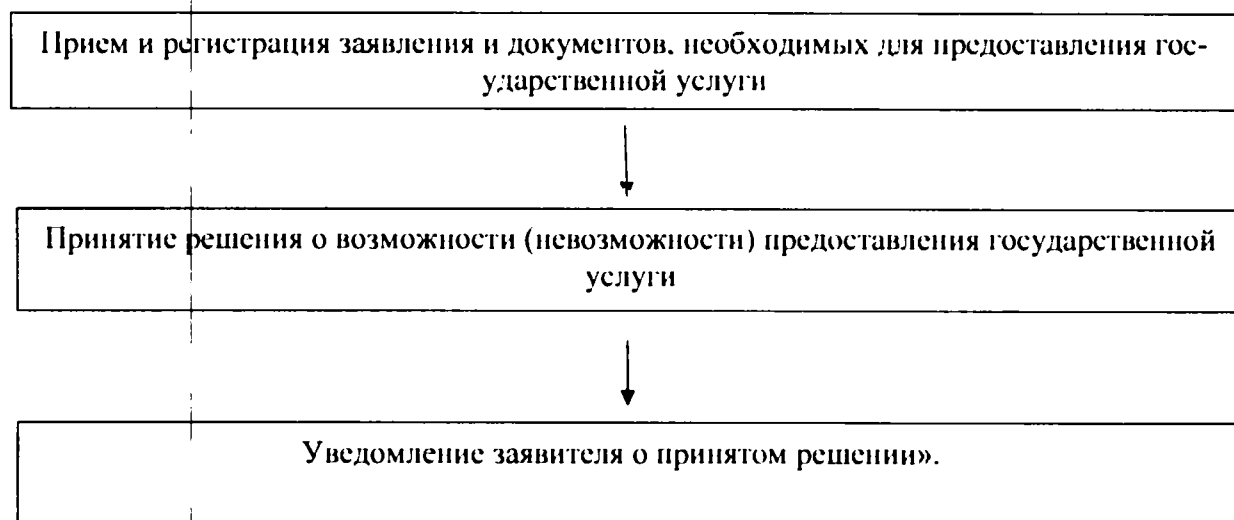 Прием и регистрация заявления и документов, необходимых для предоставления гос-
ударственной услуги
Принятие решения о возможности (невозможности) предоставления государственной
услуги
Уведомление заявителя о принятом решении».